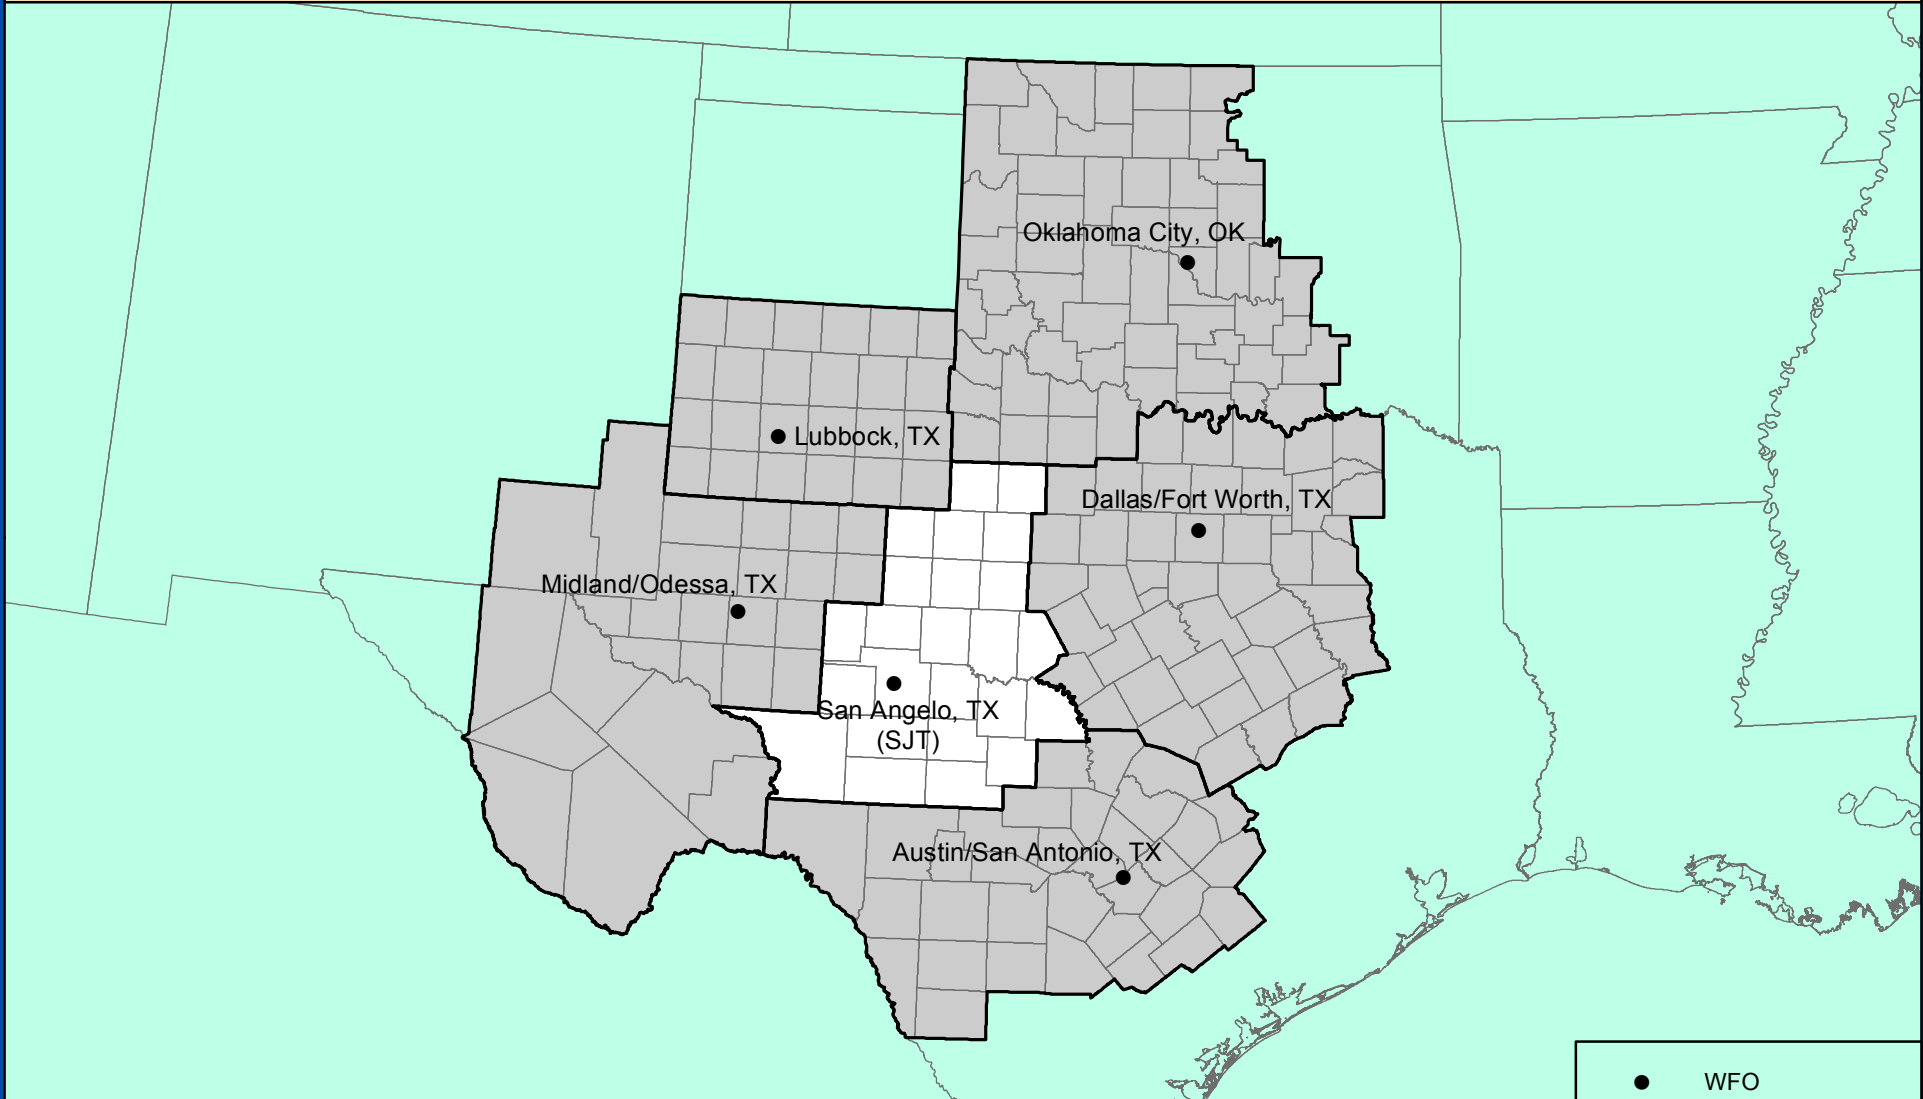 Oklahoma City, OK
Lubbock, TX
Dallas/Fort Worth, TX
Midland/Odessa, TX
San Angelo, TX
(SJT)
Austin/San Antonio, TX
WFO